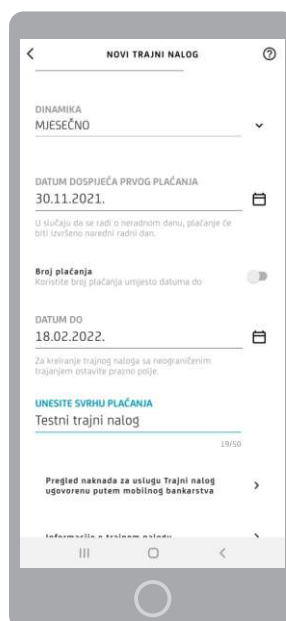 NOVI TRAJNI NALOG
DINAMIKA
MJESEČNO
DATUM DOSPIJEĆA PRVOG PLAĆANJA
30.11.2021.
U slučaju da se radi o neradnom danu, plaćanje će
biti izvršeno naredni radni dan.
Broj plaćanja
Koristite broj plaćanja umjesto datuma do
DATUM DO
18.02.2022.
Za kreiranje trajnog naloga sa neograničenim
trajanjem ostavite prazno polje.
UNESITE SVRHU PLAĆANJA
Testni trajni nalog
19/50
Pregled naknada za uslugu Trajni nalog
ugovorenu putem mobilnog bankarstva
Informacije o trajnom nalogu